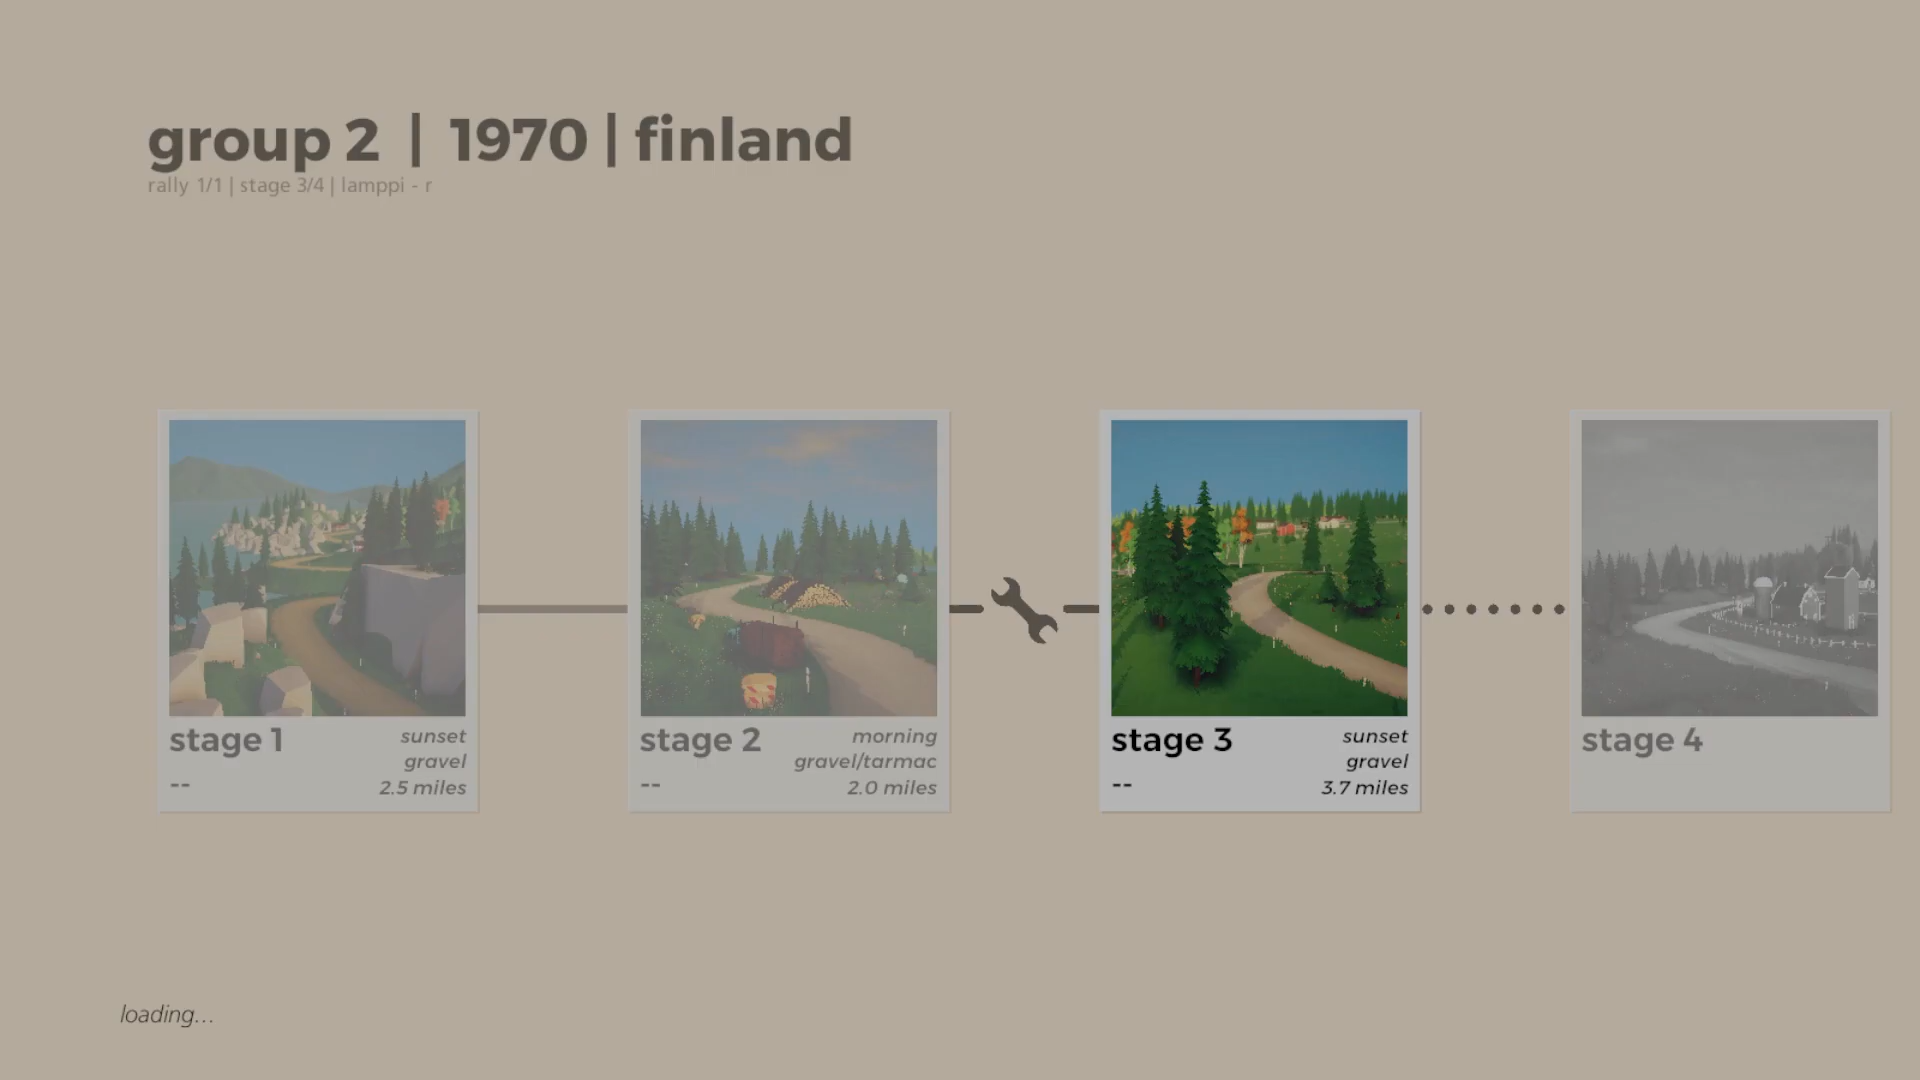 group 2 | 1970 | finland
rally 1/1 | stage 3/4 | lamppi - r
stage 1
sunset
gravel
--
2.5 miles
stage 2
morning
gravel/tarmac
--
2.0 miles
stage 3
sunset
gravel
--
3.7 miles
stage 4
loading...